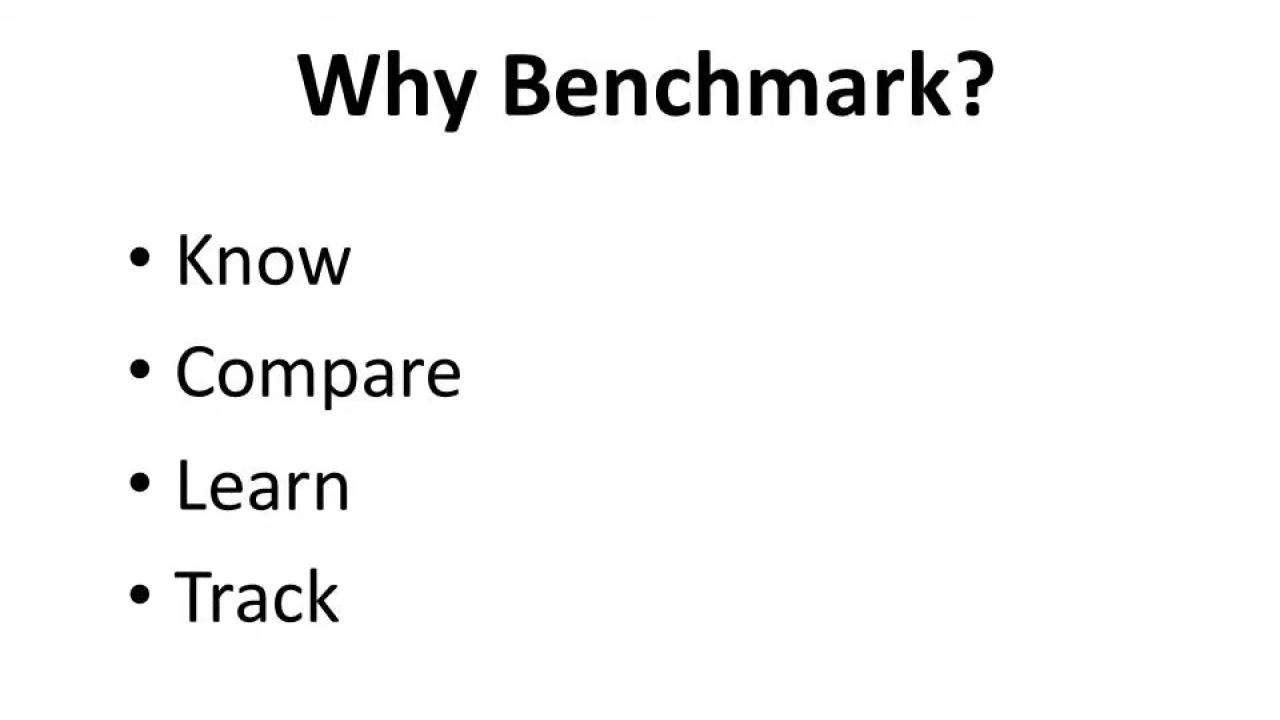 Why Benchmark?
• Know
• Compare
• Learn
• Track